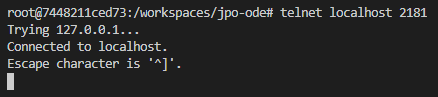 root@7448211ced73:/workspaces/jpo-ode# telnet localhost 2181
Trying 127.0.0.1...
Connected to localhost.
Escape character is '^]'.